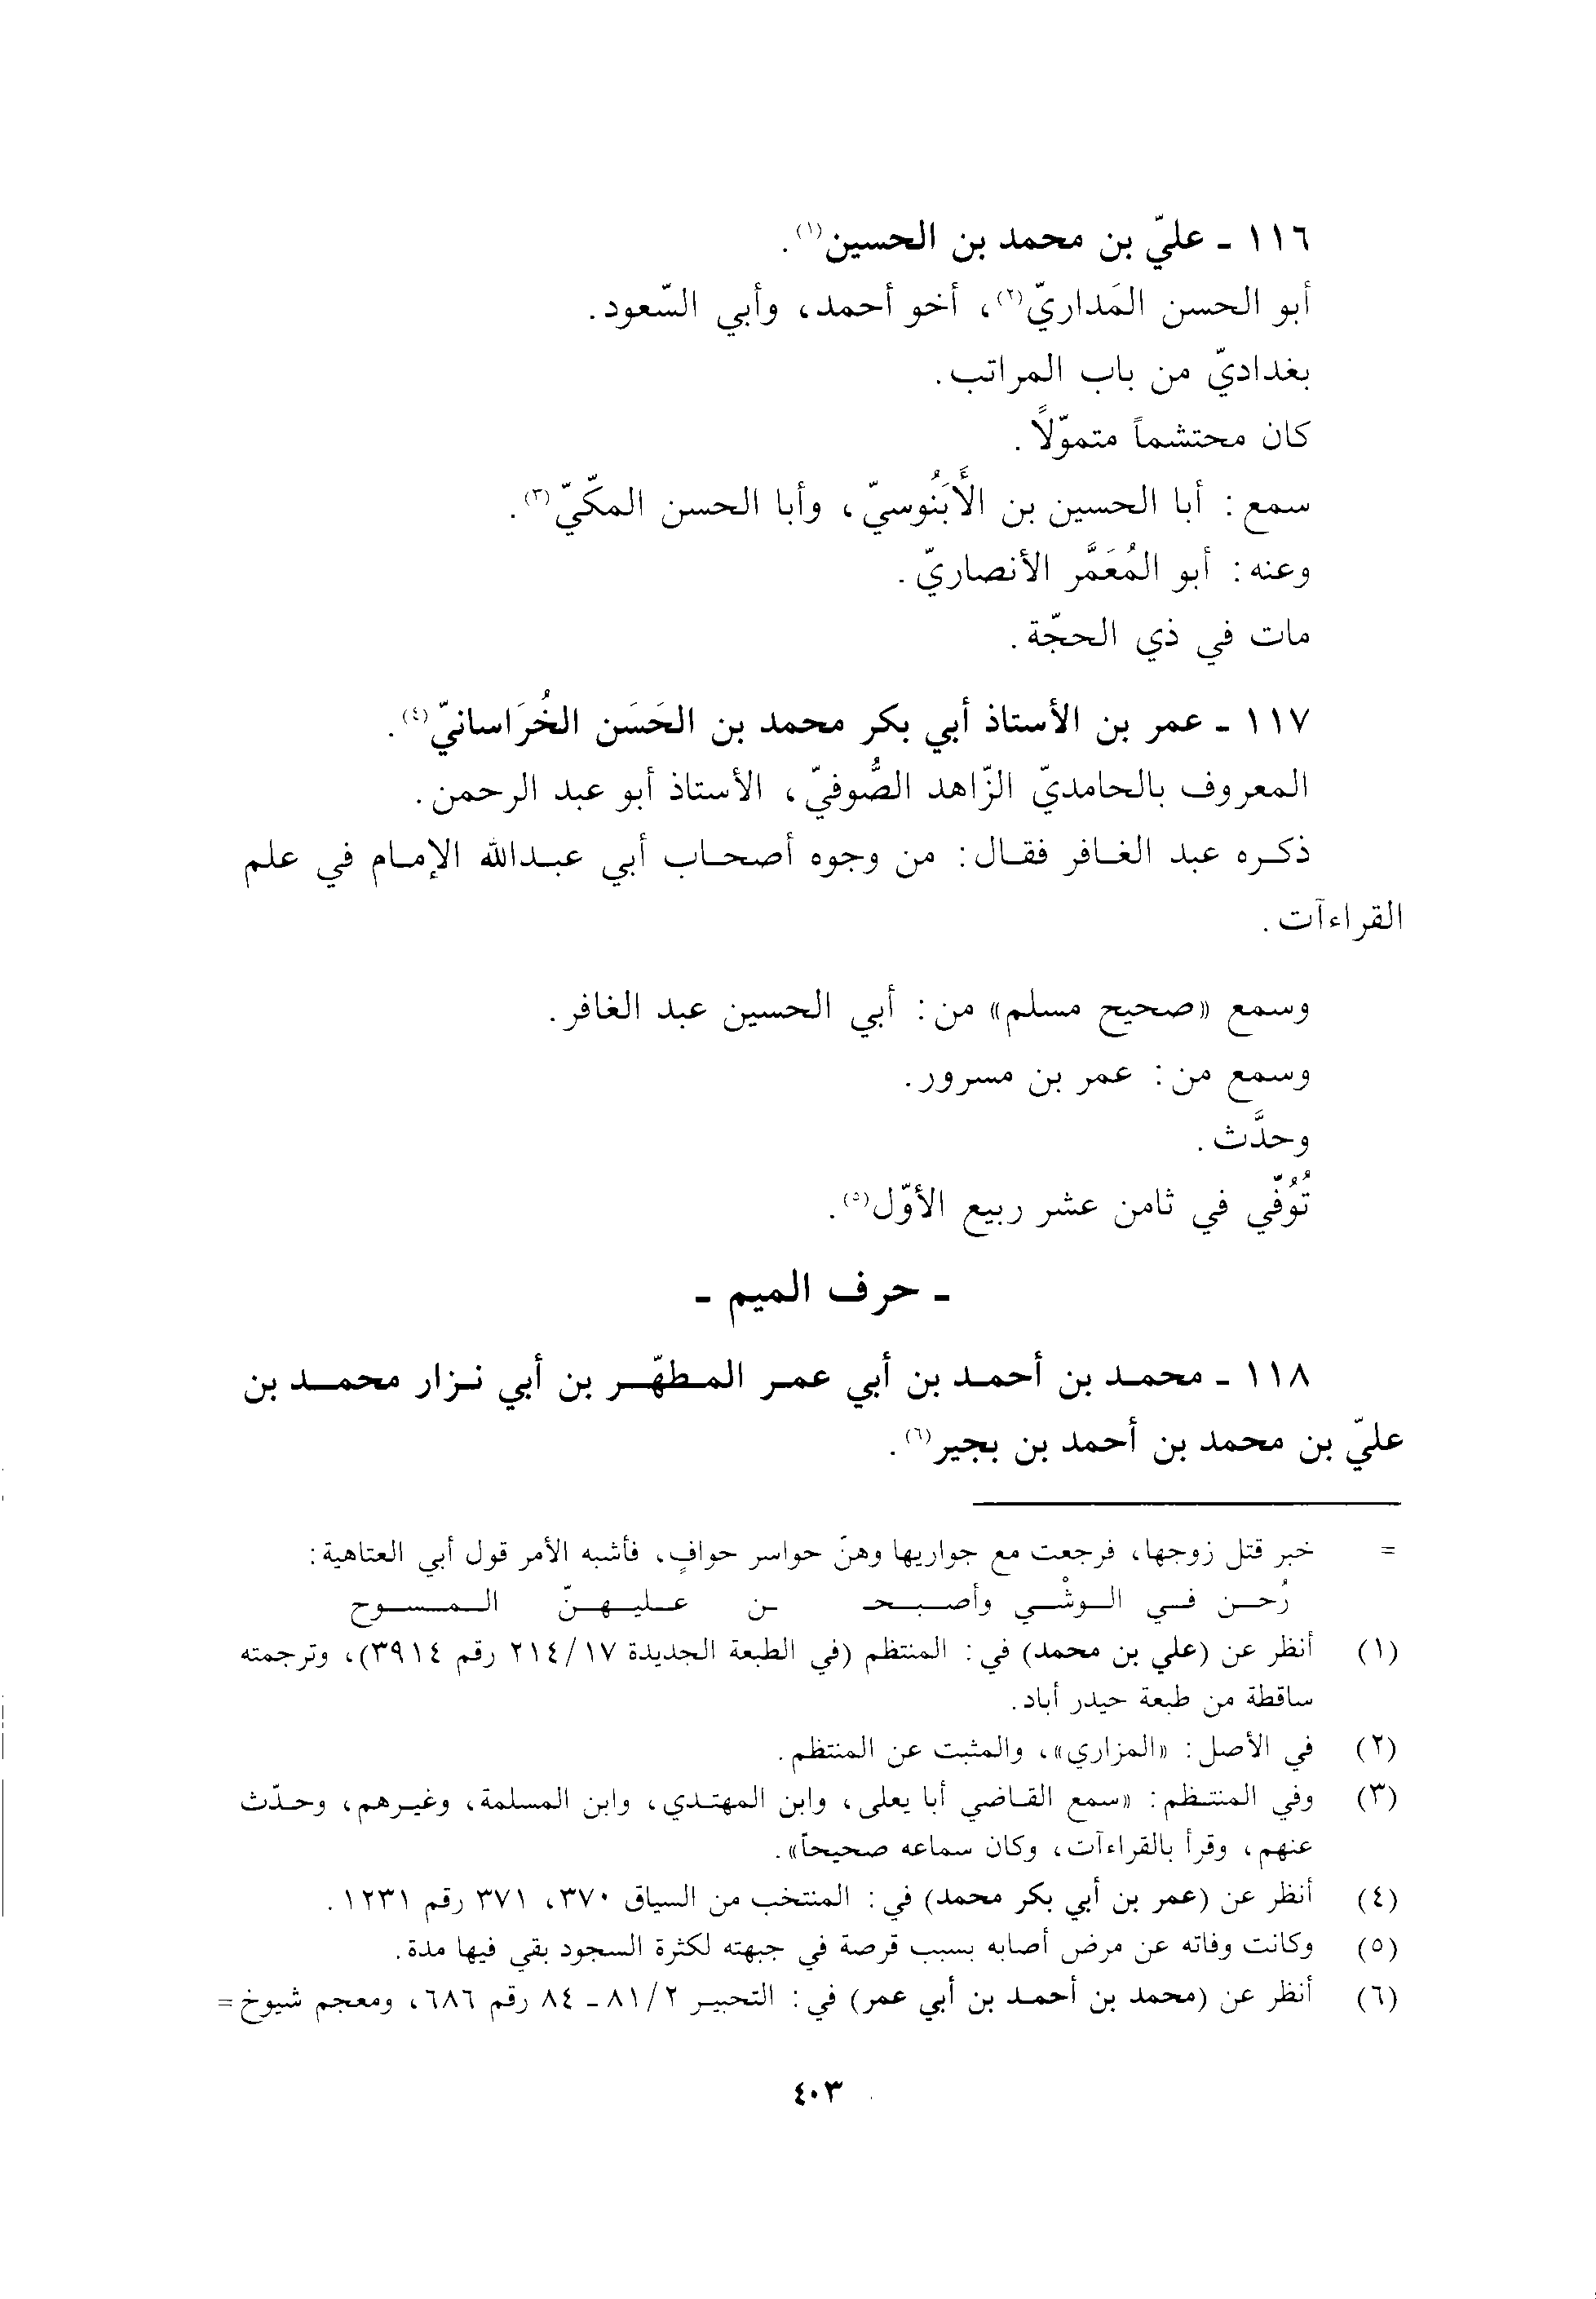 ١١٦ - عليّ بن محمد بن الحسين(١).
أبو الحسن المَداريّ(٢)، أخو أحمد، وأبي السّعود.
بغداديّ من باب المراتب.
كان محتشماً متموّلاً.
سمع: أبا الحسين بن الأَبَنُوسيّ، وأبا الحسن المكّيّ(٣).
وعنه: أبو المُعَمَّر الأنصاريّ.
مات في ذي الحجّة.
١١٧ - عمر بن الأستاذ أبي بكر محمد بن الحَسَن الخُرَاسانيّ(٤).
المعروف بالحامديّ الزّاهد الصُّوفيّ، الأستاذ أبو عبد الرحمن.
ذكره عبد الغافر فقال: من وجوه أصحاب أبي عبدالله الإمام في علم
القراءآت.
وسمع «صحيح مسلم» من: أبي الحسين عبد الغافر.
وسمع من: عمر بن مسرور.
وحدَّث.
تُوُفّي في ثامن عشر ربيع الأوّل(٥).
- حرف الميم -
١١٨ - محمد بن أحمد بن أبي عمر المطهّر بن أبي نزار محمد بن
عليّ بن محمد بن أحمد بن بجير(٦).
= خبر قتل زوجها، فرجعت مع جواريها وهنّ حواسر حوافٍ، فأشبه الأمر قول أبي العتاهية:
رُحن في الوشْي وأصبحـ ـن عليهنّ المسوح
(١) أنظر عن (علي بن محمد) في: المنتظم (في الطبعة الجديدة ٢١٤/١٧ رقم ٣٩١٤)، وترجمته
ساقطة من طبعة حيدر أباد.
(٢) في الأصل: «المزاري»، والمثبت عن المنتظم.
(٣) وفي المنتظم: «سمع القاضي أبا يعلى، وابن المهتدي، وابن المسلمة، وغيرهم، وحدّث
عنهم، وقرأ بالقراءآت، وكان سماعه صحيحاً».
(٤) أنظر عن (عمر بن أبي بكر محمد) في: المنتخب من السياق ٣٧٠، ٣٧١ رقم ١٢٣١.
(٥) وكانت وفاته عن مرض أصابه بسبب قرصة في جبهته لكثرة السجود بقي فيها مدة.
(٦) أنظر عن (محمد بن أحمد بن أبي عمر) في: التحبير ٨١/٢ - ٨٤ رقم ٦٨٦، ومعجم شيوخ =
٤٠٣